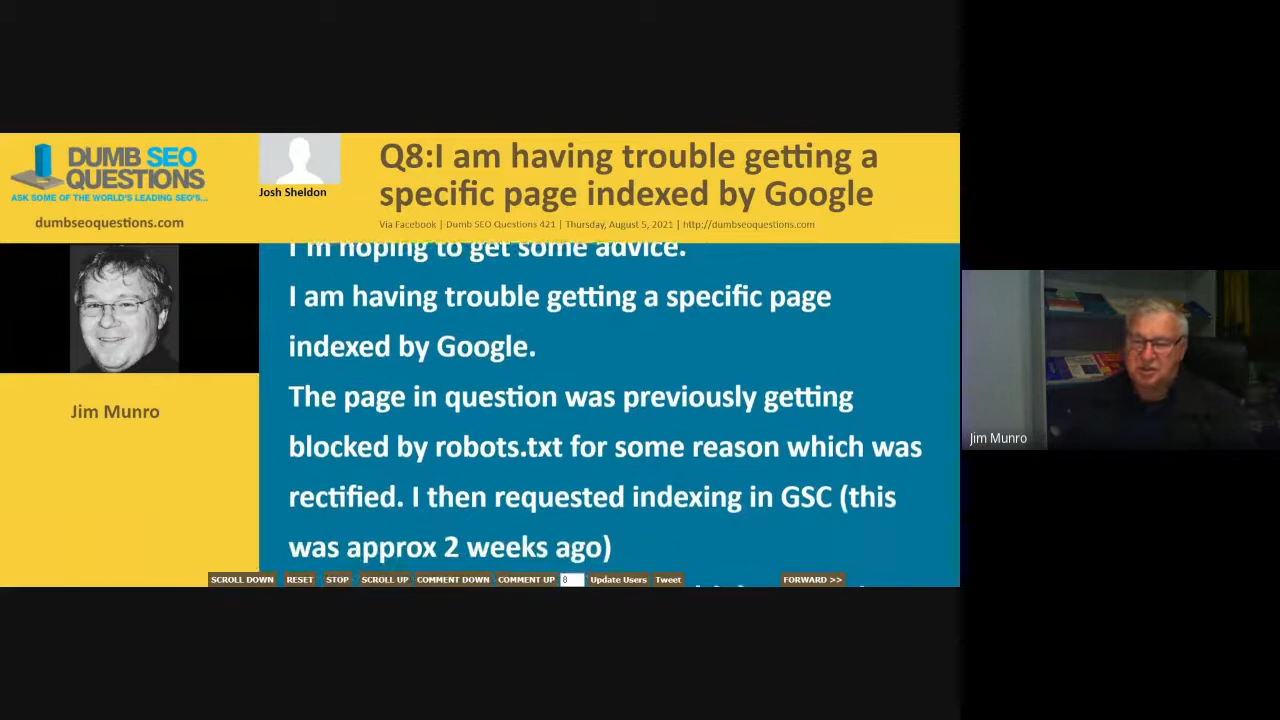 DUMB SEO
QUESTIONS
ASK SOME OF THE WORLD'S LEADING SEO'S...
dumbseoquestions.com
Josh Sheldon
Q8:I am having trouble getting a
specific page indexed by Google
Via Facebook | Dumb SEO Questions 421 | Thursday, August 5, 2021 | http://dumbseoquestions.com
Jim Munro
I'm hoping to get some advice.
I am having trouble getting a specific page
indexed by Google.
The page in question was previously getting
blocked by robots.txt for some reason which was
rectified. I then requested indexing in GSC (this
was approx 2 weeks ago)
SCROLL DOWN RESET STOP SCROLL UP COMMENT DOWN COMMENT UP 8 Update Users Tweet FORWARD >>
Jim Munro